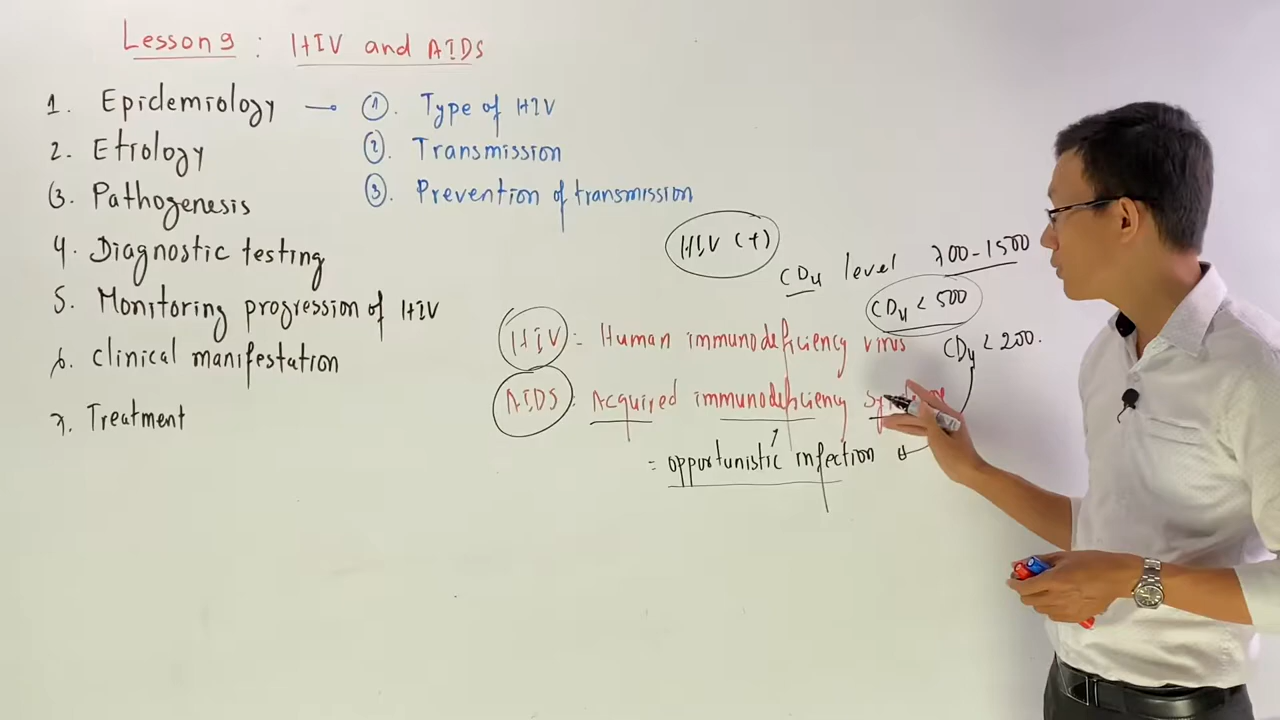 Lesson 9 : HIV and AIDS
1. Epidemiology → ①. Type of HIV
2. Etiology ②. Transmission
3. Pathogenesis ③. Prevention of transmission
4. Diagnostic testing
5. Monitoring progression of HIV
6. Clinical manifestation
7. Treatment
HIV (+)
CD4 level 700-1500
CD4 < 500
HIV : Human immunodeficiency virus
CD4 < 200.
AIDS : Acquired immunodeficiency
= opportunistic infection